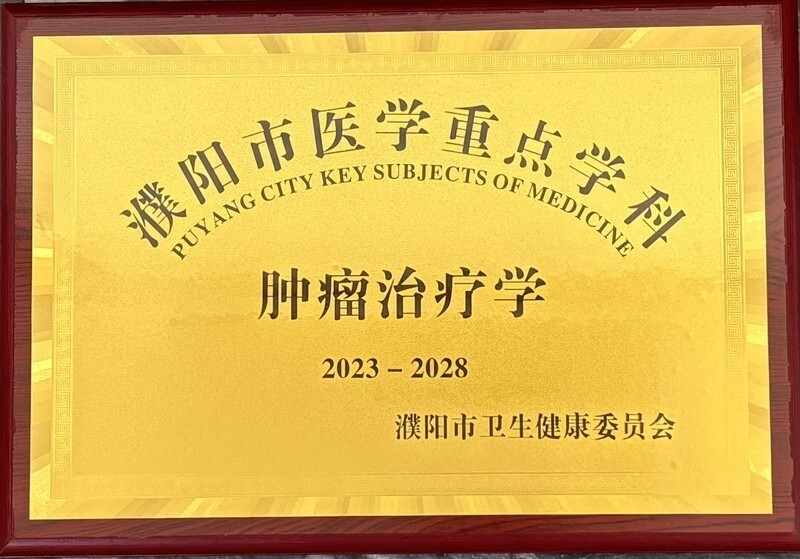 濮阳市医学重点学科
PUYANG CITY KEY SUBJECTS OF MEDICINE
肿瘤治疗学
2023 – 2028
濮阳市卫生健康委员会